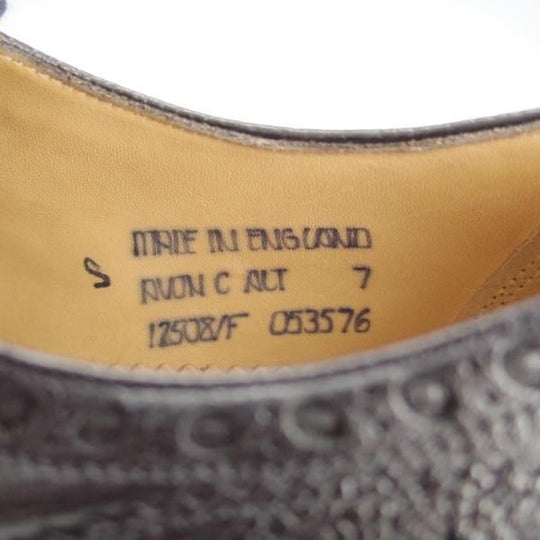 MADE IN ENGLAND
S AVON C ALT 7
12508/F 053576